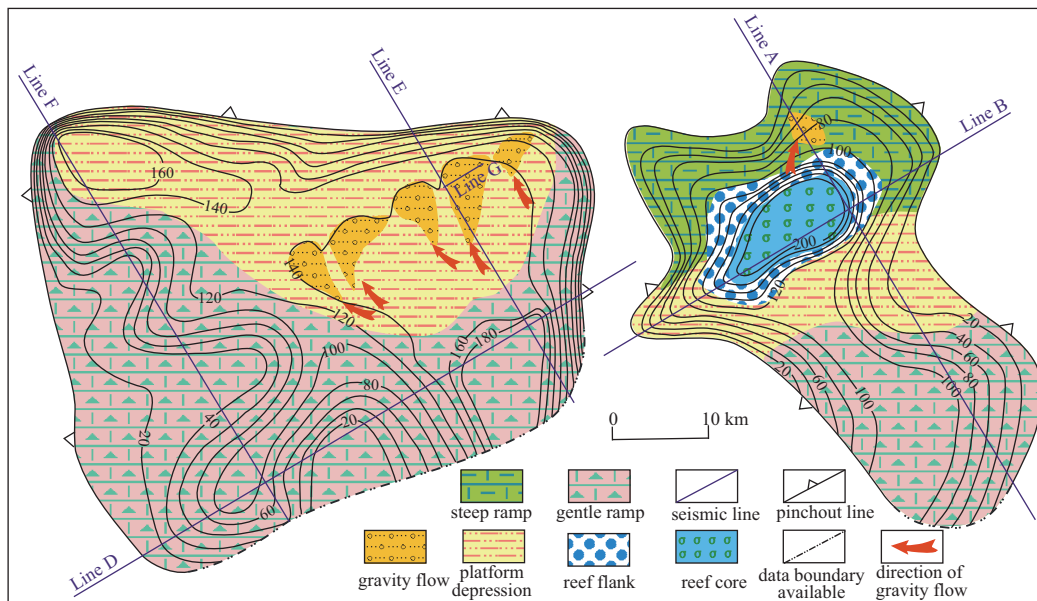 Line F
Line E
Line A
Line B
Line G
Line D
160
140
120
140
120
100
80
20
40
20
60
160
180
80
100
200
120
20
40
60
80
100
20
60
100
0
10 km
steep ramp
gentle ramp
seismic line
pinchout line
gravity flow
platform
depression
reef flank
reef core
data boundary
available
direction of
gravity flow